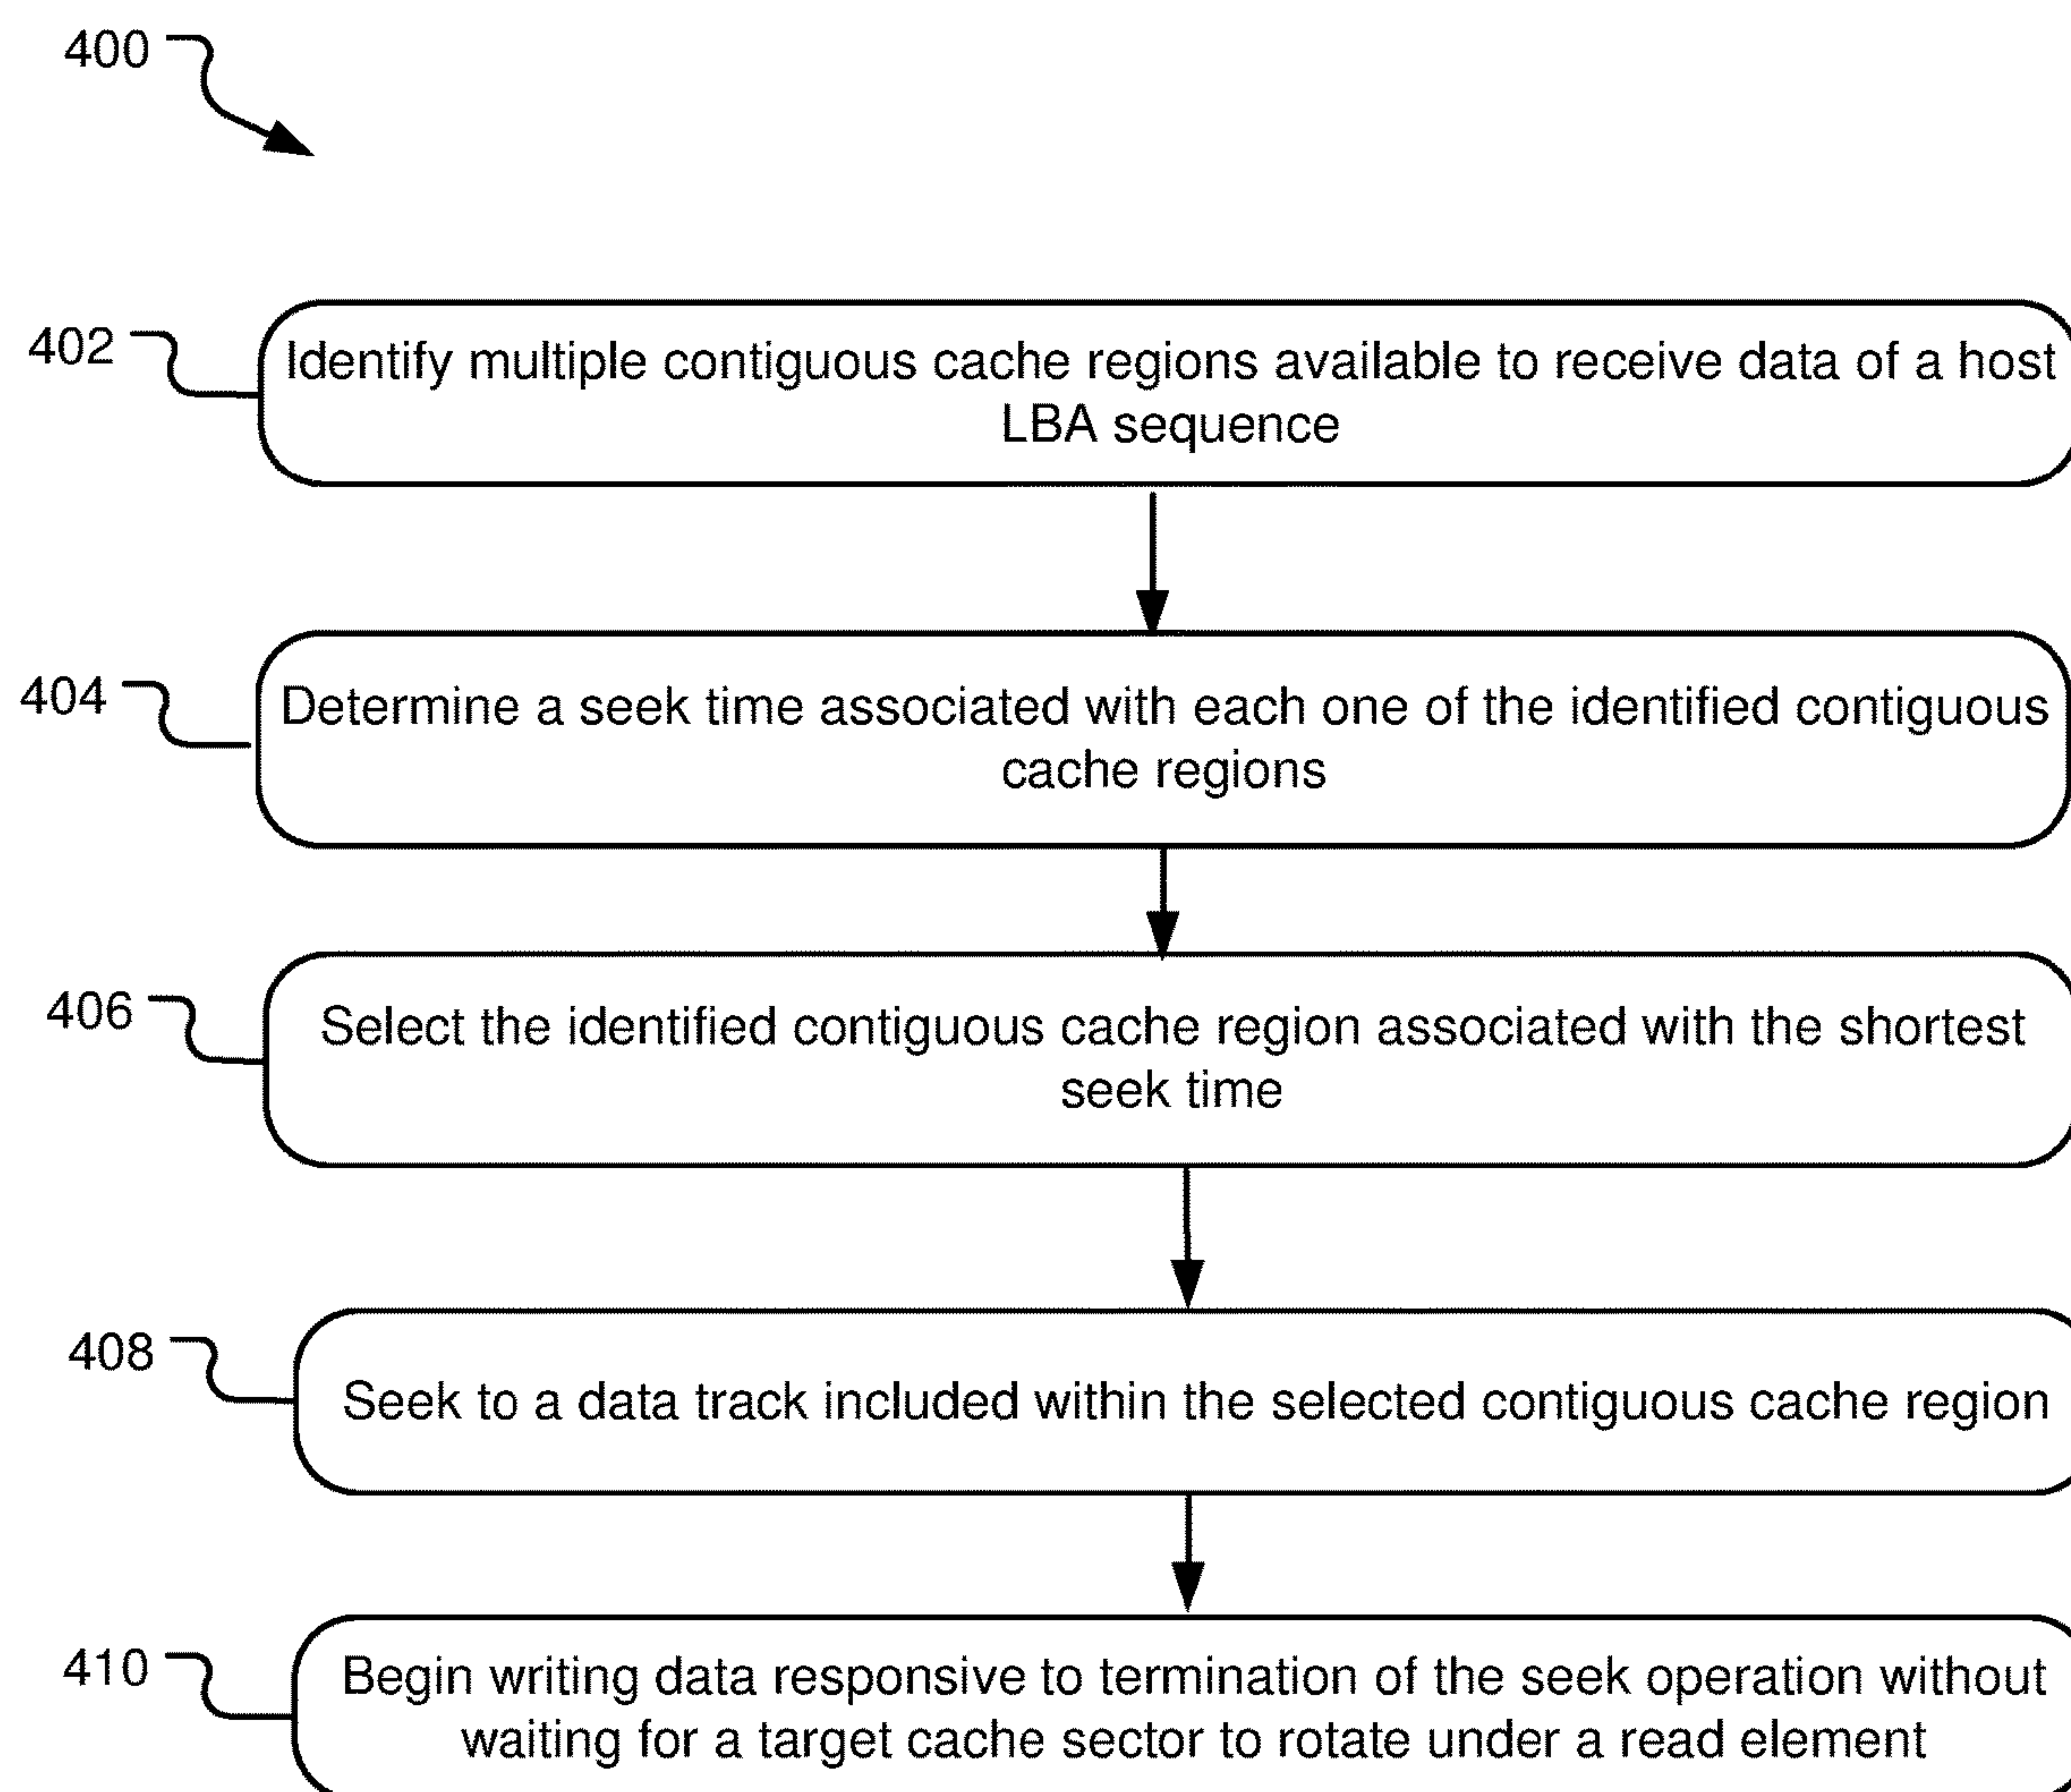 400
402
Identify multiple contiguous cache regions available to receive data of a host
LBA sequence
404
Determine a seek time associated with each one of the identified contiguous
cache regions
406
Select the identified contiguous cache region associated with the shortest
seek time
408
Seek to a data track included within the selected contiguous cache region
410
Begin writing data responsive to termination of the seek operation without
waiting for a target cache sector to rotate under a read element